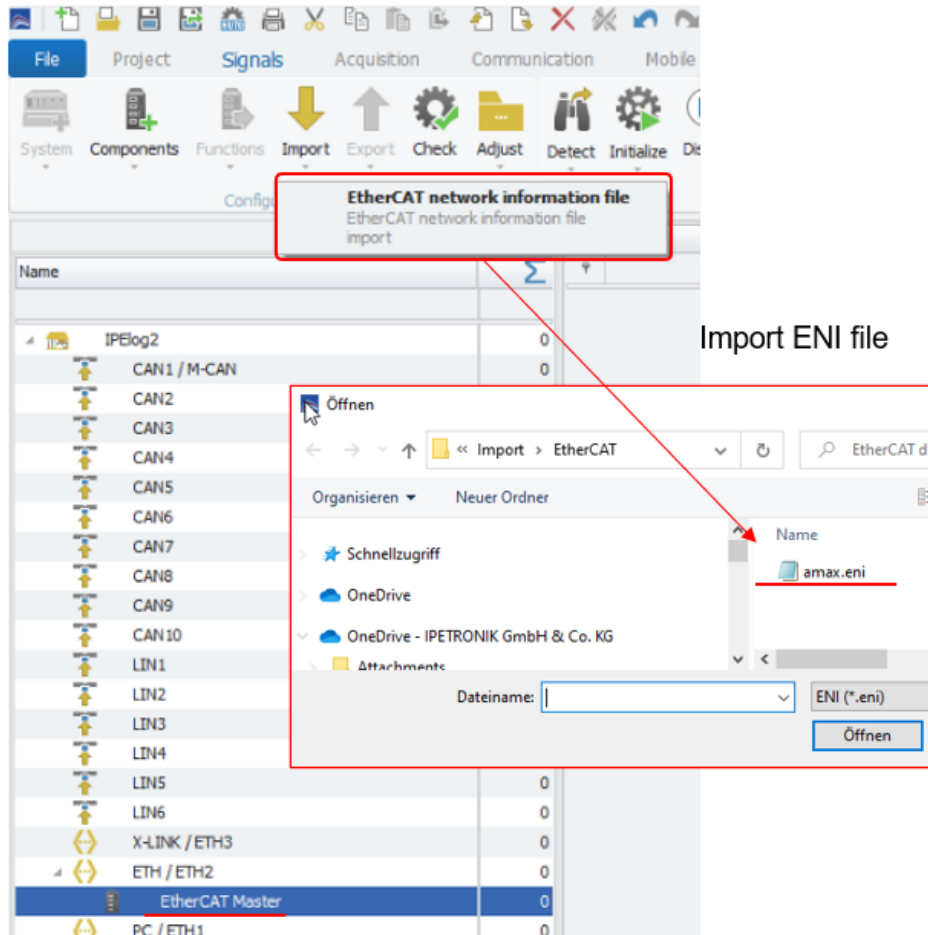 File Project Signals Acquisition Communication Mobile
System Components Functions Import Export Check Adjust Detect Initialize
EtherCAT network information file
EtherCAT network information file
import
Name Σ
IPElog2 0
Import ENI file
CAN1 / M-CAN 0
CAN2
CAN3
CAN4
CAN5
CAN6
CAN7
CAN8
CAN9
CAN10
LIN1
LIN2
LIN3
LIN4
LIN5 0
LIN6 0
X-LINK / ETH3 0
ETH / ETH2 0
EtherCAT Master 0
PC / ETH1 0
Öffnen
« Import › EtherCAT EtherCAT d
Organisieren Neuer Ordner
Name
Schnellzugriff
amax.eni
OneDrive
OneDrive - IPETRONIK GmbH & Co. KG
Attachments
Dateiname: ENI (*.eni)
Öffnen